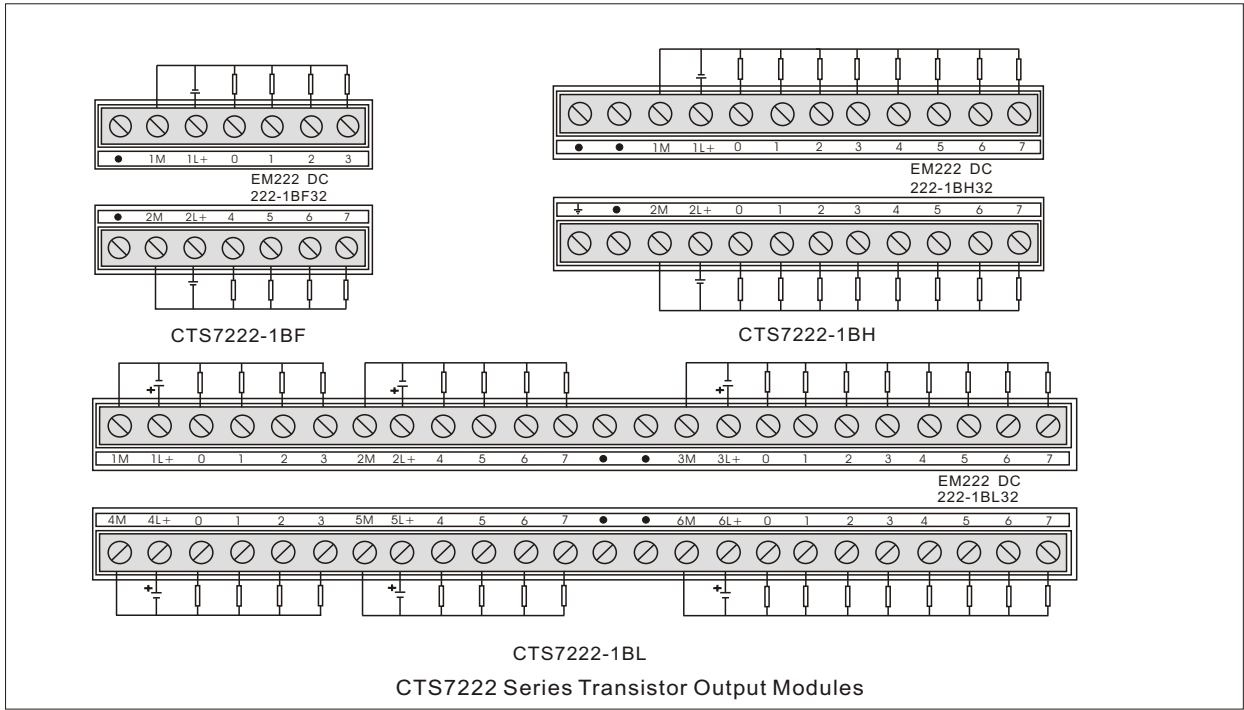 ● 1M 1L+ 0 1 2 3
EM222 DC
222-1BF32
● 2M 2L+ 4 5 6 7
CTS7222-1BF
● ● 1M 1L+ 0 1 2 3 4 5 6 7
EM222 DC
222-1BH32
⏚ ● 2M 2L+ 0 1 2 3 4 5 6 7
CTS7222-1BH
+ + +
1M 1L+ 0 1 2 3 2M 2L+ 4 5 6 7 ● ● 3M 3L+ 0 1 2 3 4 5 6 7
EM222 DC
222-1BL32
4M 4L+ 0 1 2 3 5M 5L+ 4 5 6 7 ● ● 6M 6L+ 0 1 2 3 4 5 6 7
+ + +
CTS7222-1BL
CTS7222 Series Transistor Output Modules